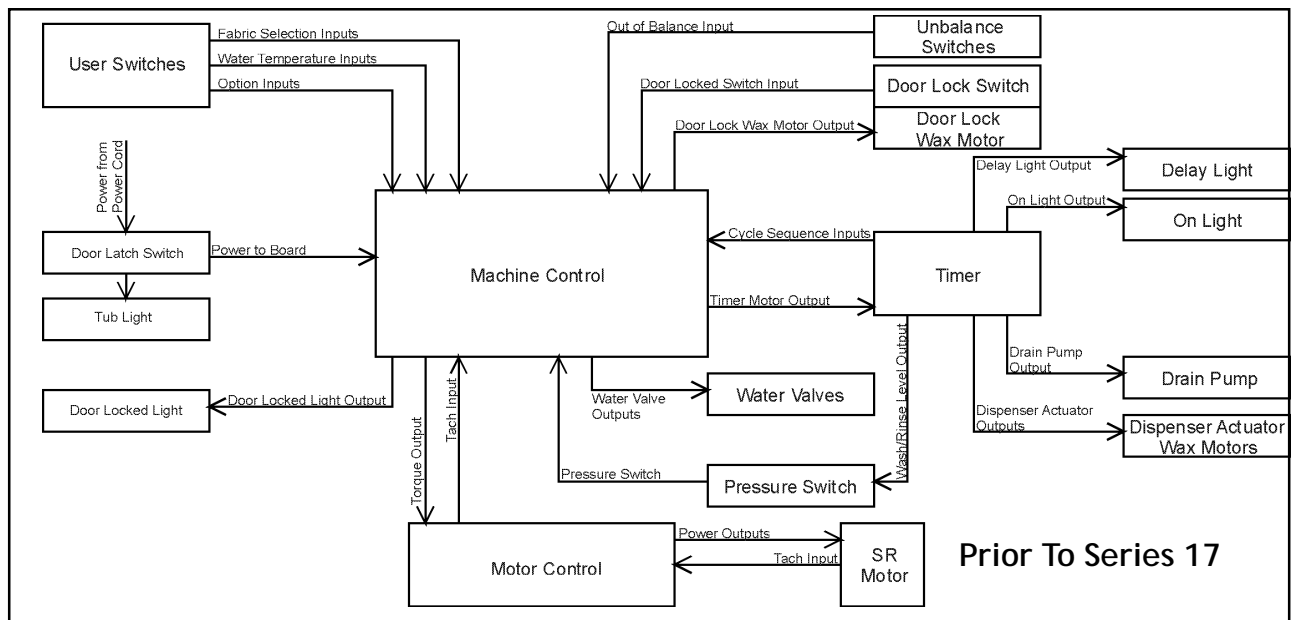 Fabric Selection Inputs
User Switches
Water Temperature Inputs
Option Inputs
Out of Balance Input
Unbalance
Switches
Door Locked Switch Input
Door Lock Switch
Door Lock Wax Motor Output
Door Lock
Wax Motor
Power from
Power Cord
Delay Light Output
Delay Light
On Light Output
On Light
Door Latch Switch
Power to Board
Machine Control
Cycle Sequence Inputs
Timer
Timer Motor Output
Tub Light
Wash/Rinse Level Output
Drain Pump
Output
Drain Pump
Door Locked Light
Door Locked Light Output
Torque Output
Tach Input
Water Valve
Outputs
Water Valves
Dispenser Actuator
Outputs
Dispenser Actuator
Wax Motors
Pressure Switch
Pressure Switch
Motor Control
Power Outputs
Tach Input
SR
Motor
Prior To Series 17